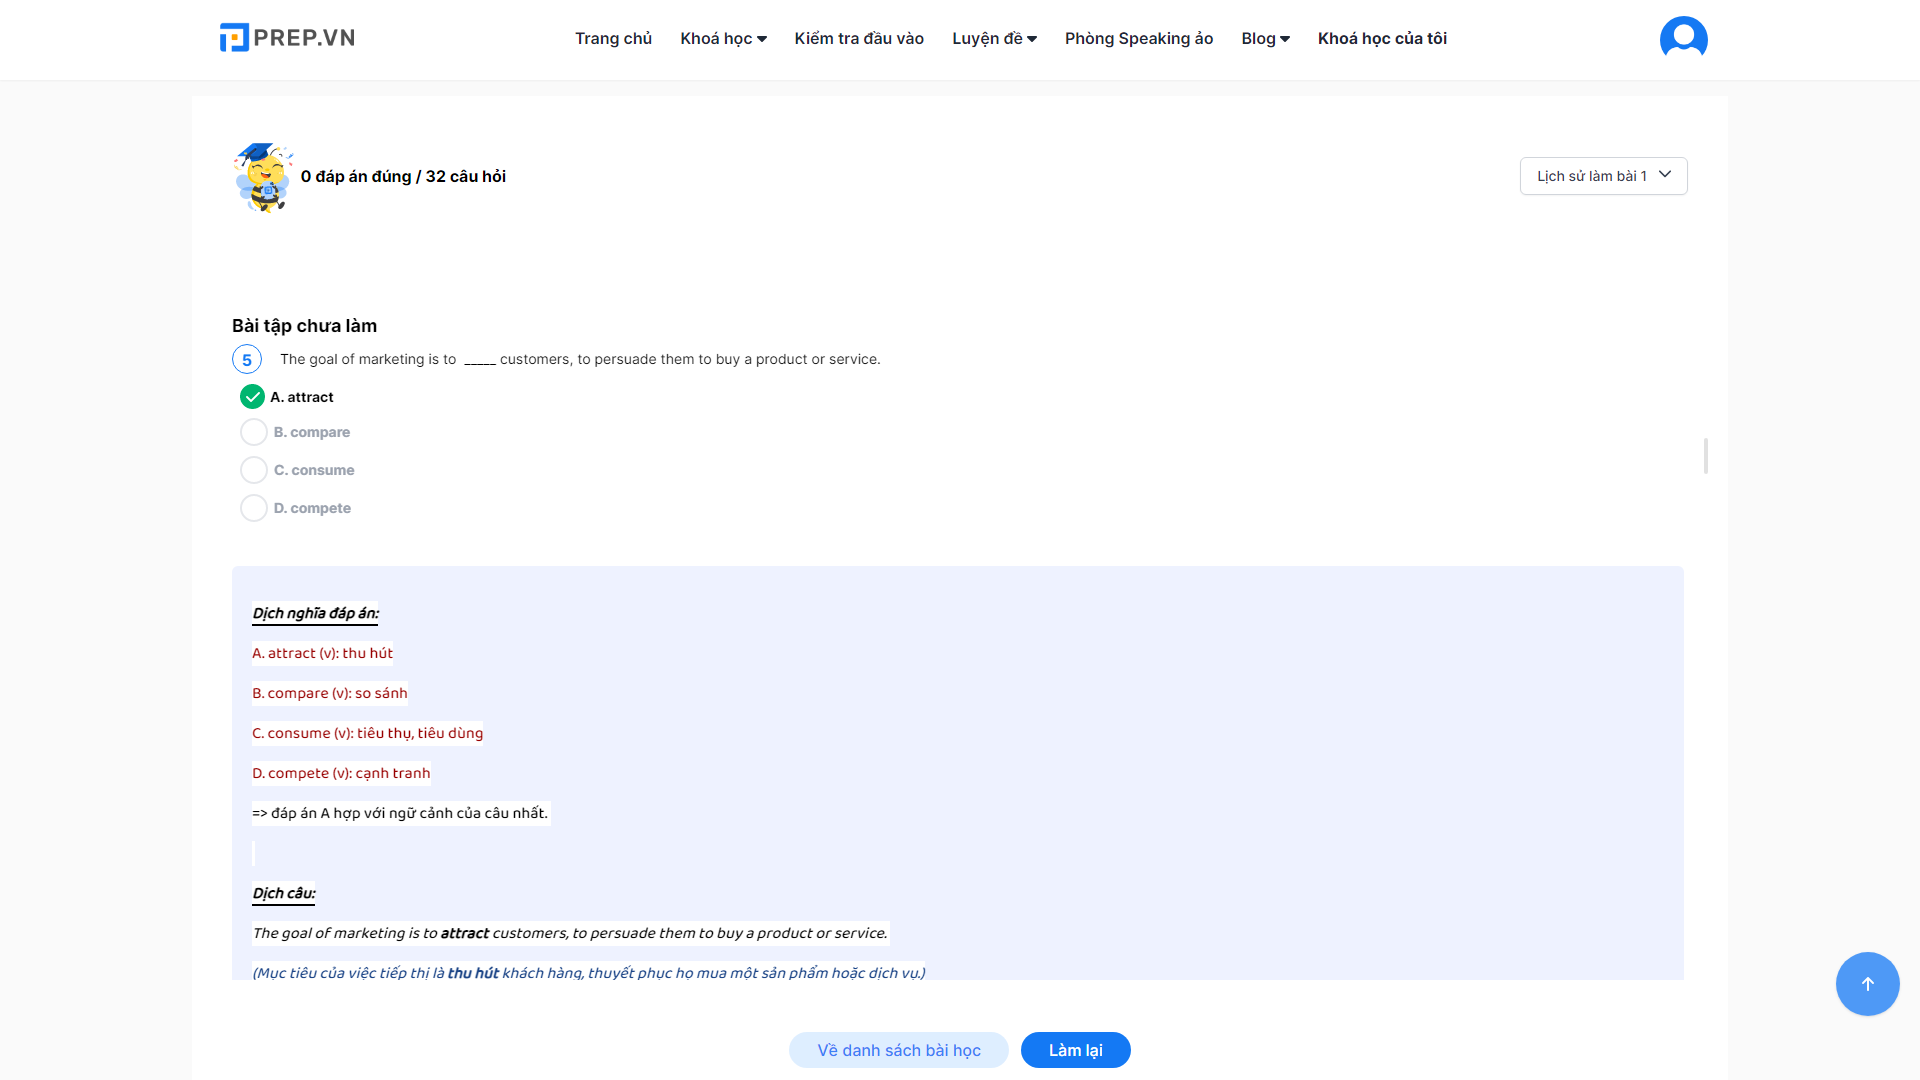 PREP.VN
Trang chủ Khoá học Kiểm tra đầu vào Luyện đề Phòng Speaking ảo Blog Khoá học của tôi
0 đáp án đúng / 32 câu hỏi
Lịch sử làm bài 1
Bài tập chưa làm
5 The goal of marketing is to _____ customers, to persuade them to buy a product or service.
A. attract
B. compare
C. consume
D. compete
Dịch nghĩa đáp án:
A. attract (v): thu hút
B. compare (v): so sánh
C. consume (v): tiêu thụ, tiêu dùng
D. compete (v): cạnh tranh
=> đáp án A hợp với ngữ cảnh của câu nhất.
Dịch câu:
The goal of marketing is to attract customers, to persuade them to buy a product or service.
(Mục tiêu của việc tiếp thị là thu hút khách hàng, thuyết phục họ mua một sản phẩm hoặc dịch vụ.)
Về danh sách bài học Làm lại